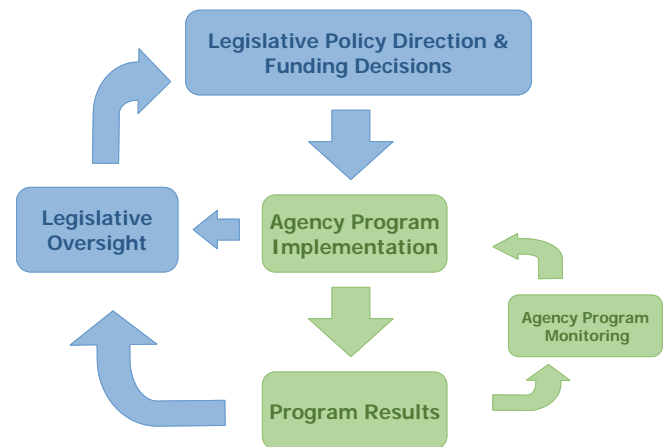 Legislative Policy Direction &
Funding Decisions
Legislative
Oversight
Agency Program
Implementation
Agency Program
Monitoring
Program Results